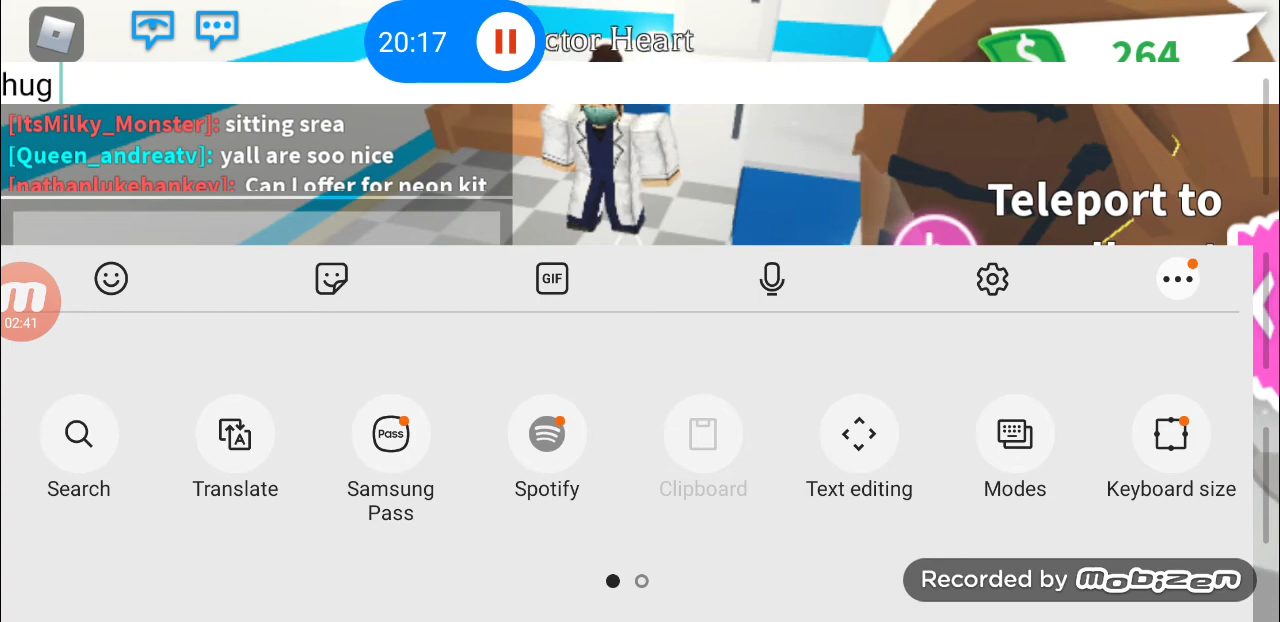 20:17
ctor Heart
264
hug
[ItsMilky_Monster]: sitting srea
[Queen_andreatv]: yall are soo nice
[nathanlukehankey]: Can I offer for neon kit
Teleport to
GIF
02:41
Pass
Search
Translate
Samsung
Pass
Spotify
Clipboard
Text editing
Modes
Keyboard size
Recorded by mobizen